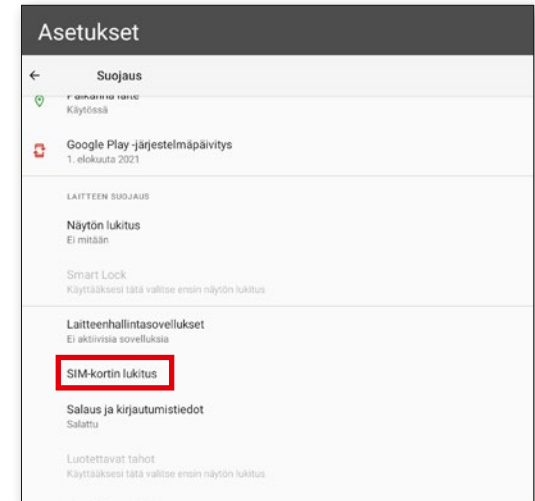 Asetukset
Suojaus
Paikanna laite
Käytössä
Google Play -järjestelmäpäivitys
1. elokuuta 2021
LAITTEEN SUOJAUS
Näytön lukitus
Ei mitään
Smart Lock
Käyttääksesi tätä valitse ensin näytön lukitus.
Laitteenhallintasovellukset
Ei aktiivisia sovelluksia
SIM-kortin lukitus
Salaus ja kirjautumistiedot
Salattu
Luotettavat tahot
Käyttääksesi tätä valitse ensin näytön lukitus.